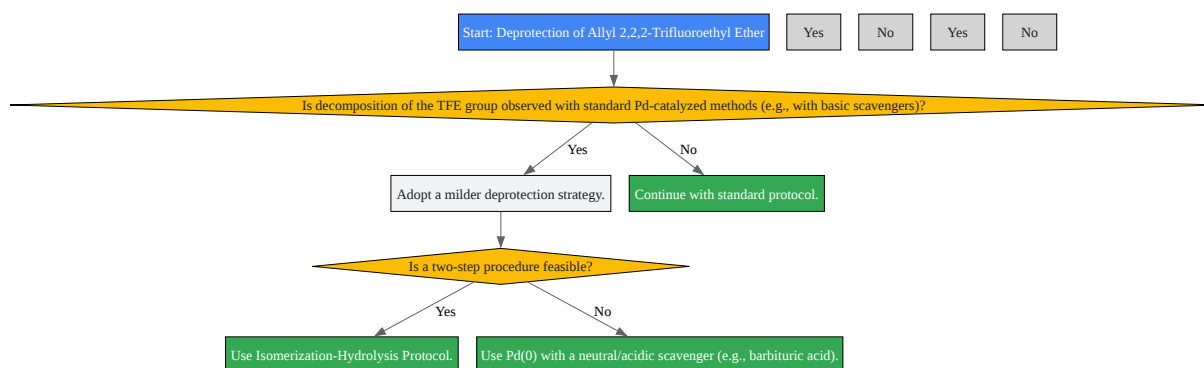 Start: Deprotection of Allyl 2,2,2-Trifluoroethyl Ether
Yes
No
Yes
No
Is decomposition of the TFE group observed with standard Pd-catalyzed methods (e.g., with basic scavengers)?
Yes
No
Adopt a milder deprotection strategy.
Continue with standard protocol.
Is a two-step procedure feasible?
Yes
No
Use Isomerization-Hydrolysis Protocol.
Use Pd(0) with a neutral/acidic scavenger (e.g., barbituric acid).